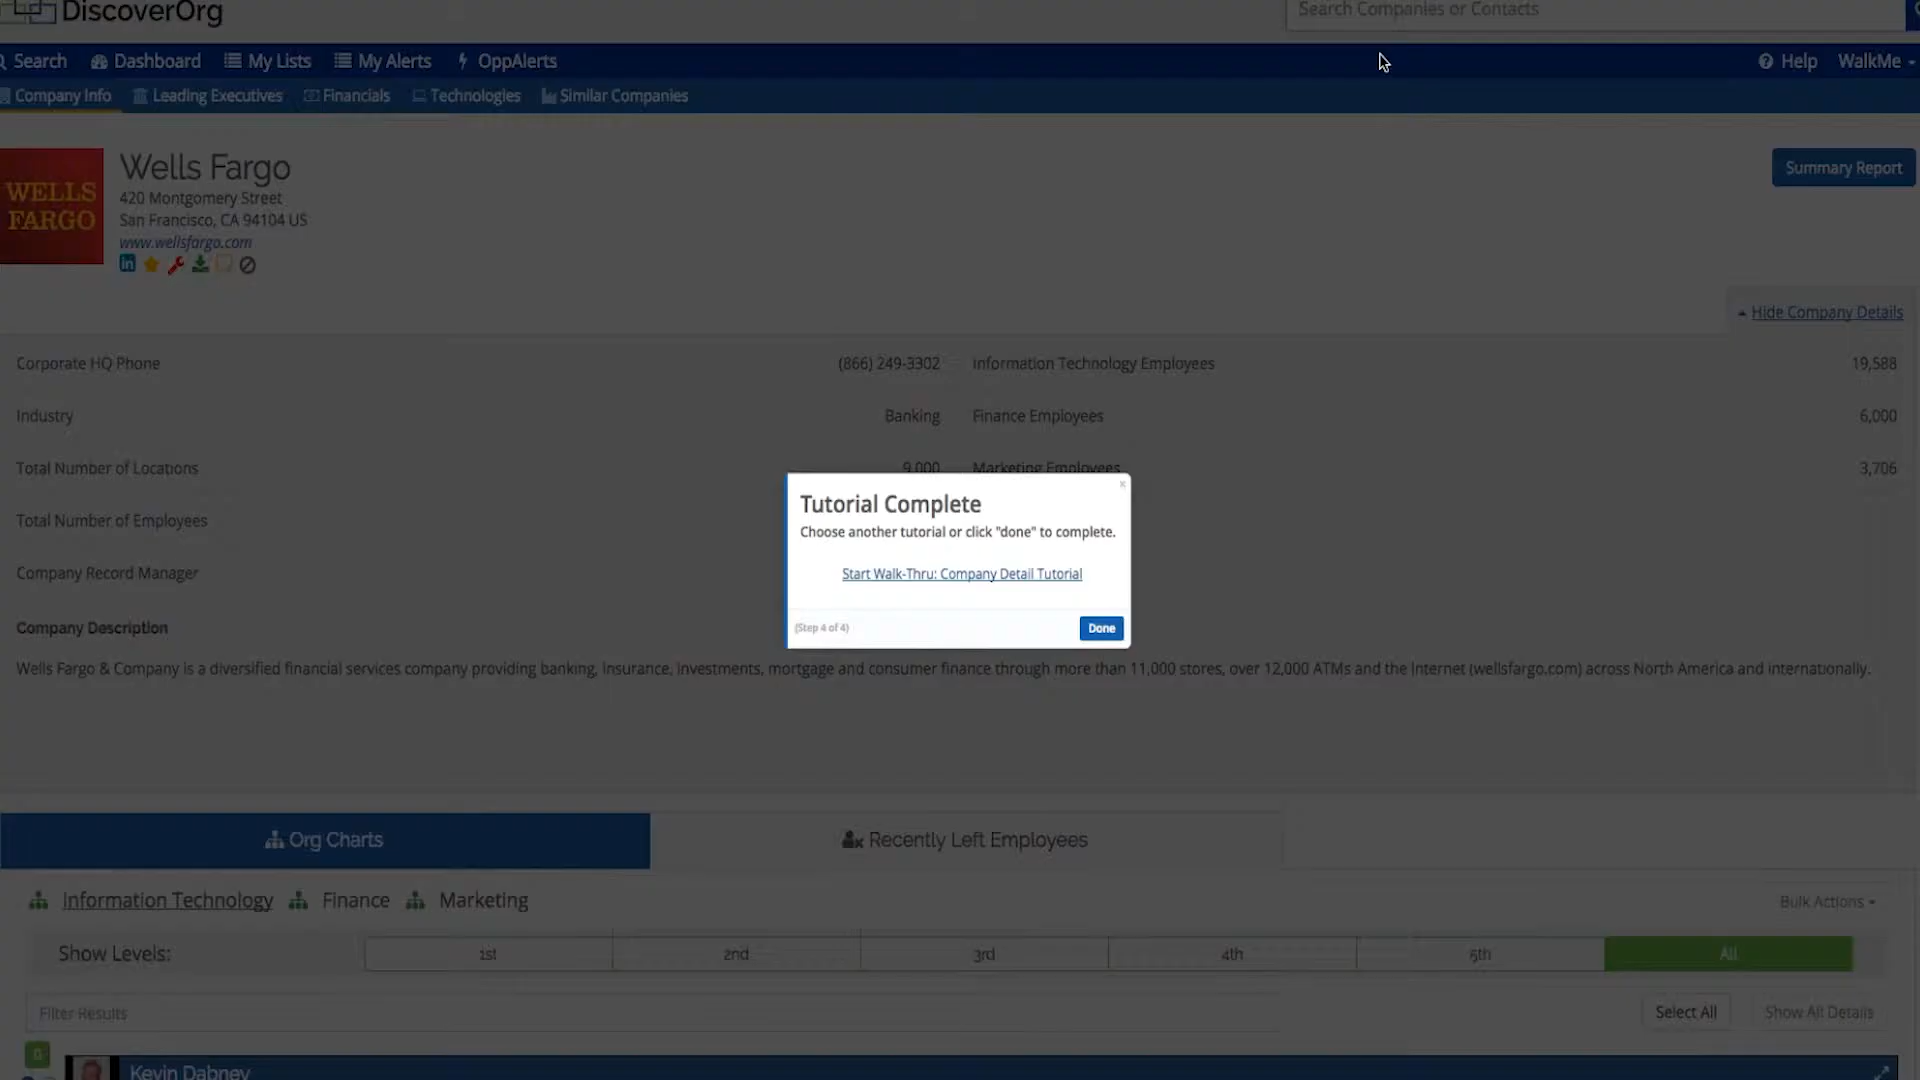 DiscoverOrg
Search Companies or Contacts
Search Dashboard My Lists My Alerts OppAlerts Help WalkMe
Company Info Leading Executives Financials Technologies Similar Companies
WELLS
FARGO
Wells Fargo
420 Montgomery Street
San Francisco, CA 94104 US
www.wellsfargo.com
Summary Report
Hide Company Details
Corporate HQ Phone (866) 249-3302 Information Technology Employees 19,588
Industry Banking Finance Employees 6,000
Total Number of Locations 9,000 Marketing Employees 3,706
Total Number of Employees
Company Record Manager
Tutorial Complete
Choose another tutorial or click "done" to complete.
Start Walk-Thru: Company Detail Tutorial
(Step 4 of 4) Done
Company Description
Wells Fargo & Company is a diversified financial services company providing banking, insurance, investments, mortgage and consumer finance through more than 11,000 stores, over 12,000 ATMs and the Internet (wellsfargo.com) across North America and internationally.
Org Charts Recently Left Employees
Information Technology Finance Marketing Bulk Actions
Show Levels: 1st 2nd 3rd 4th 5th All
Filter Results Select All Show All Details
Kevin Dabney